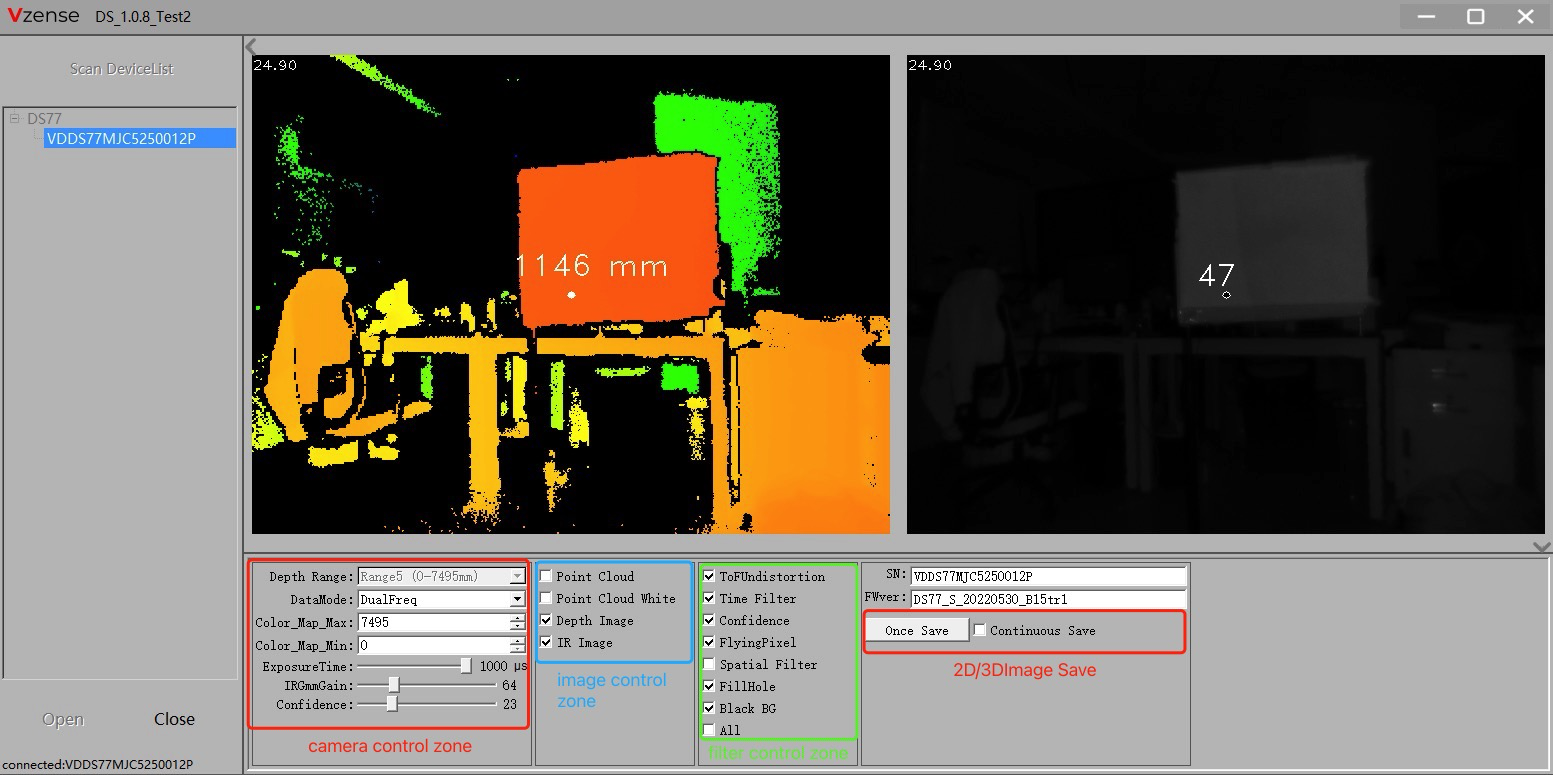 Vzense DS_1.0.8_Test2
Scan DeviceList
DS77
VDDS77MJC5250012P
24.90
1146 mm
24.90
47
Depth Range: Range5 (0-7495mm)
DataMode: DualFreq
Color_Map_Max: 7495
Color_Map_Min: 0
ExposureTime: 1000 μs
IRGmmGain: 64
Confidence: 23
camera control zone
Point Cloud
Point Cloud White
Depth Image
IR Image
image control
zone
ToFUndistortion
Time Filter
Confidence
FlyingPixel
Spatial Filter
FillHole
Black BG
All
filter control zone
SN: VDDS77MJC5250012P
FWver: DS77_S_20220530_B15tr1
Once Save
Continuous Save
2D/3DImage Save
Open
Close
connected:VDDS77MJC5250012P